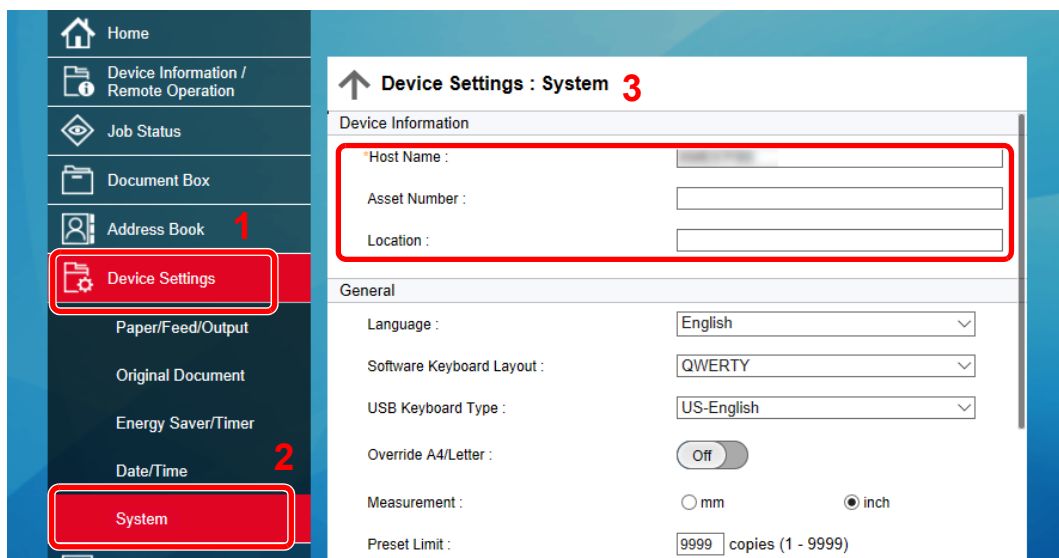 Home
Device Information /
Remote Operation
Job Status
Document Box
Address Book
1
Device Settings
Paper/Feed/Output
Original Document
Energy Saver/Timer
Date/Time
2
System
Device Settings : System 3
Device Information
*Host Name :
Asset Number :
Location :
General
Language : English
Software Keyboard Layout : QWERTY
USB Keyboard Type : US-English
Override A4/Letter : Off
Measurement : mm inch
Preset Limit : 9999 copies (1 - 9999)